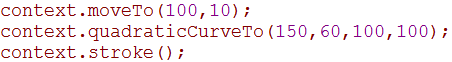 context.moveTo(100,10);
context.quadraticCurveTo(150,60,100,100);
context.stroke();